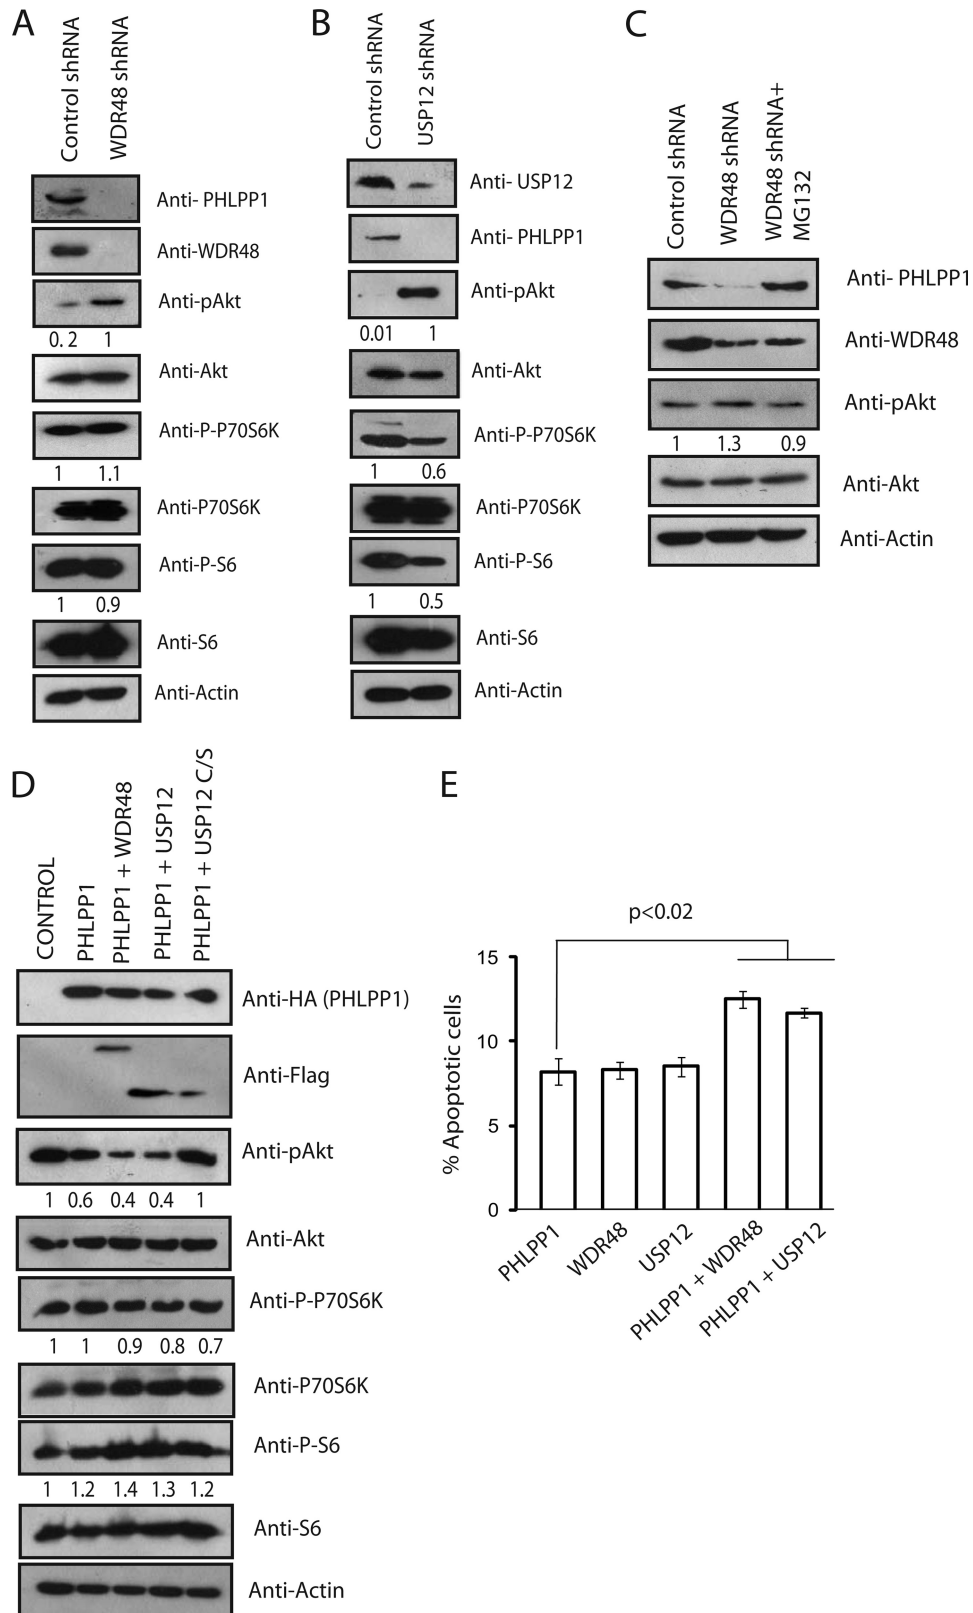 A
Control shRNA
WDR48 shRNA
Anti- PHLPP1
Anti-WDR48
Anti-pAkt
0.2 1
Anti-Akt
Anti-P-P70S6K
1 1.1
Anti-P70S6K
Anti-P-S6
1 0.9
Anti-S6
Anti-Actin
B
Control shRNA
USP12 shRNA
Anti- USP12
Anti- PHLPP1
Anti-pAkt
0.01 1
Anti-Akt
Anti-P-P70S6K
1 0.6
Anti-P70S6K
Anti-P-S6
1 0.5
Anti-S6
Anti-Actin
C
Control shRNA
WDR48 shRNA
WDR48 shRNA+
MG132
Anti- PHLPP1
Anti-WDR48
Anti-pAkt
1 1.3 0.9
Anti-Akt
Anti-Actin
D
CONTROL
PHLPP1
PHLPP1 + WDR48
PHLPP1 + USP12
PHLPP1 + USP12 C/S
Anti-HA (PHLPP1)
Anti-Flag
Anti-pAkt
1 0.6 0.4 0.4 1
Anti-Akt
Anti-P-P70S6K
1 1 0.9 0.8 0.7
Anti-P70S6K
Anti-P-S6
1 1.2 1.4 1.3 1.2
Anti-S6
Anti-Actin
E
p<0.02
% Apoptotic cells
15
10
5
0
PHLPP1
WDR48
USP12
PHLPP1 + WDR48
PHLPP1 + USP12